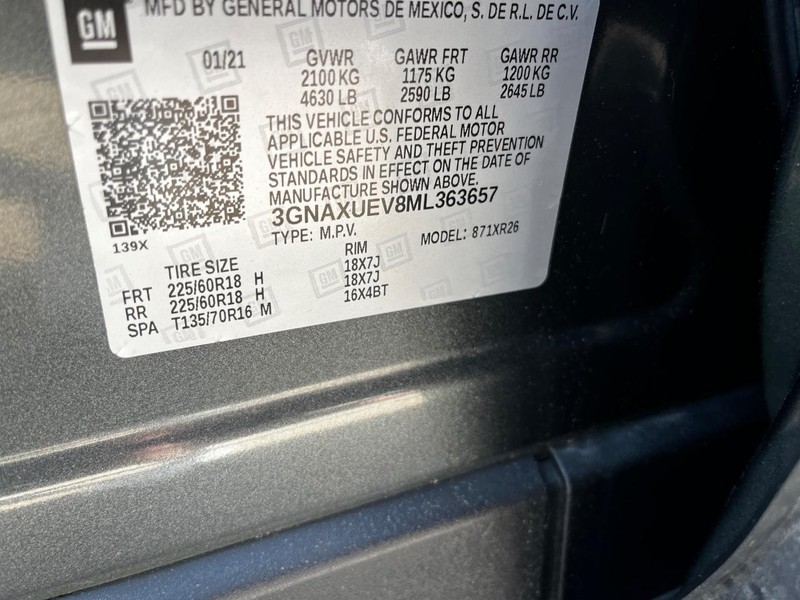 GM
MFD BY GENERAL MOTORS DE MEXICO, S. DE R.L. DE C.V.
01/21 GVWR GAWR FRT GAWR RR
2100 KG 1175 KG 1200 KG
4630 LB 2590 LB 2645 LB
THIS VEHICLE CONFORMS TO ALL
APPLICABLE U.S. FEDERAL MOTOR
VEHICLE SAFETY AND THEFT PREVENTION
STANDARDS IN EFFECT ON THE DATE OF
MANUFACTURE SHOWN ABOVE.
3GNAXUEV8ML363657
139X
TYPE: M.P.V. MODEL: 871XR26
TIRE SIZE RIM
FRT 225/60R18 H 18X7J
RR 225/60R18 H 18X7J
SPA T135/70R16 M 16X4BT